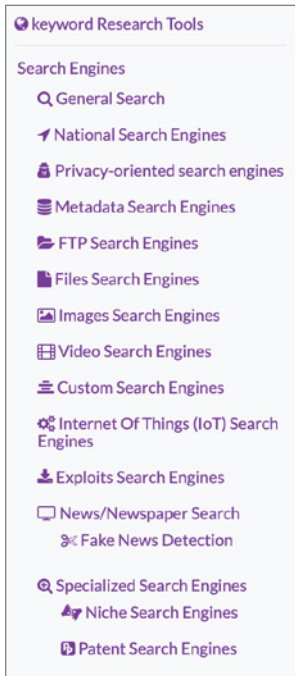 keyword Research Tools
Search Engines
General Search
National Search Engines
Privacy-oriented search engines
Metadata Search Engines
FTP Search Engines
Files Search Engines
Images Search Engines
Video Search Engines
Custom Search Engines
Internet Of Things (IoT) Search
Engines
Exploits Search Engines
News/Newspaper Search
Fake News Detection
Specialized Search Engines
Niche Search Engines
Patent Search Engines